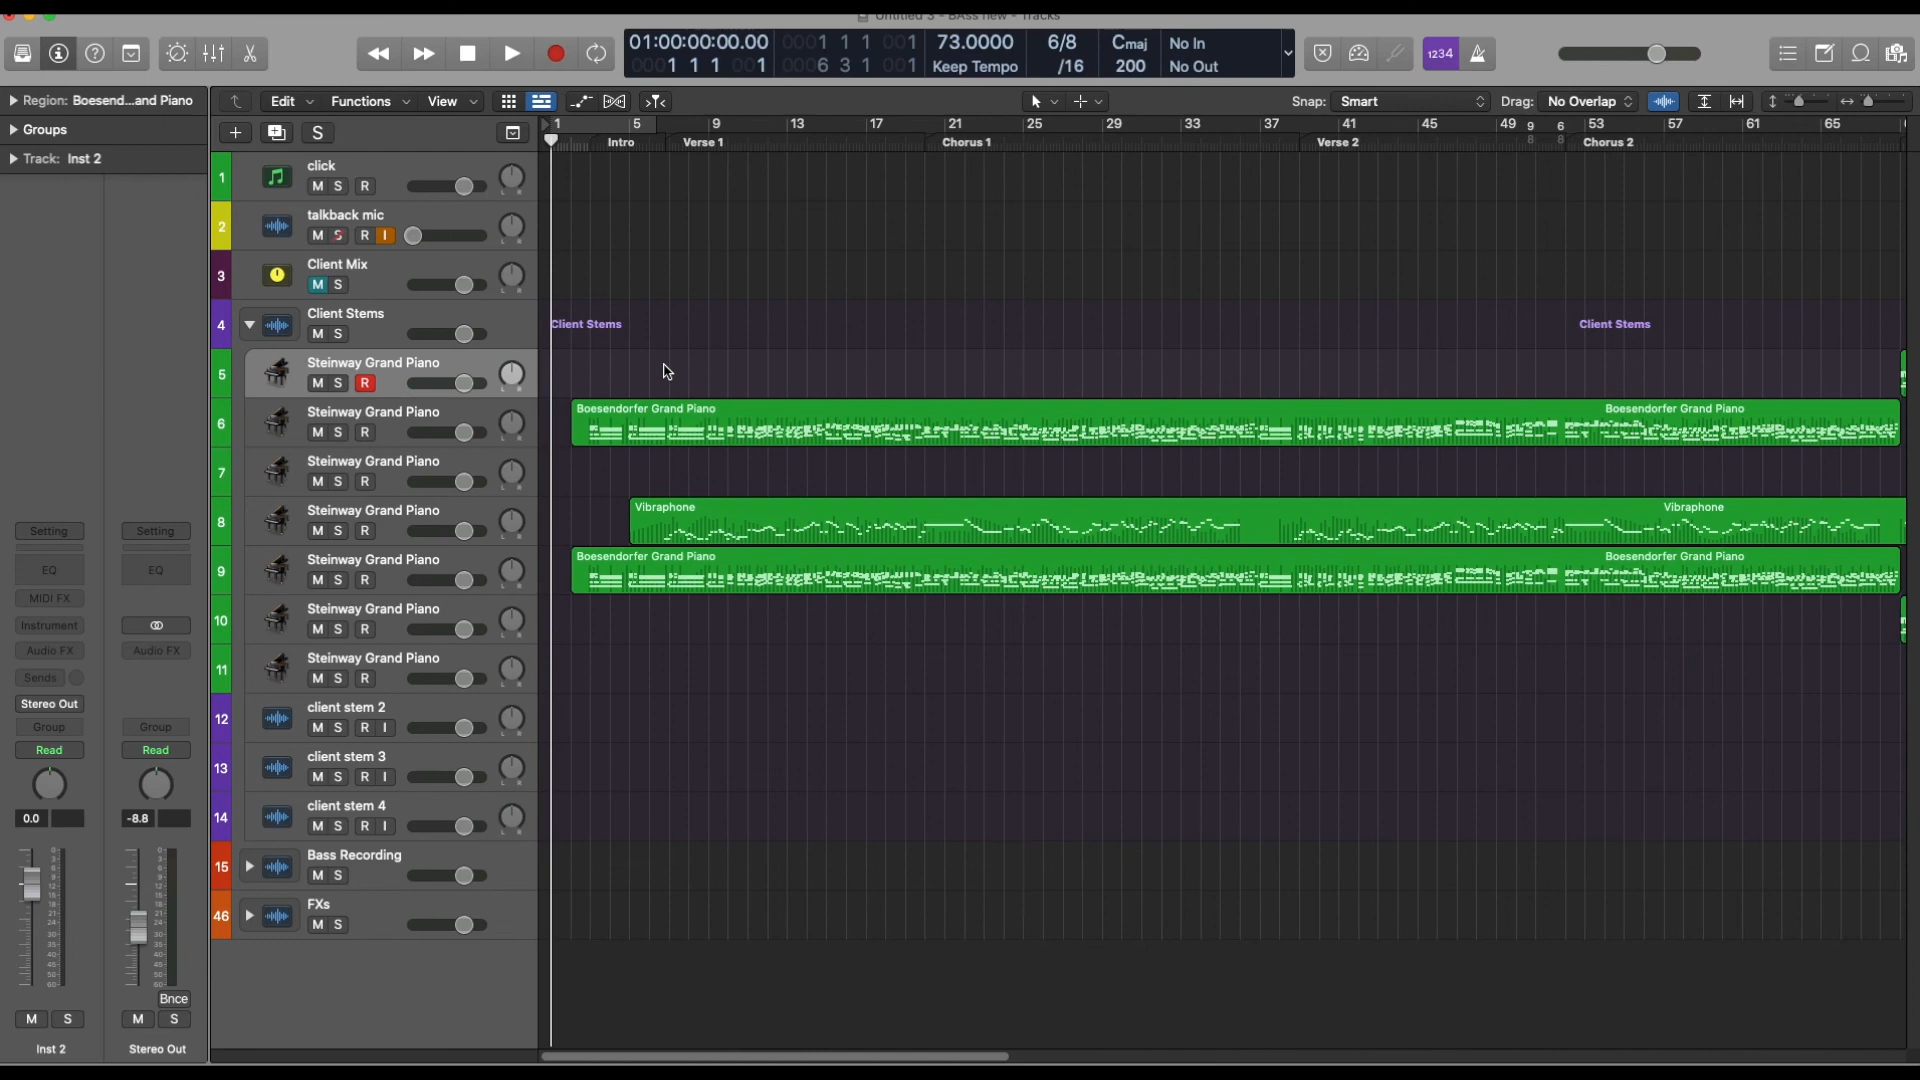 Untitled 3 - BAss new - Tracks
1234
01:00:00:00.00
0001 1 1 001
73.0000
6/8
Cmaj
No In
0001 1 1 001
0006 3 1 001
Keep Tempo
/16
200
No Out
Region: Boesend...and Piano
Edit
Functions
View
Snap: Smart
Drag: No Overlap
Groups
S
1 5 9 13 17 21 25 29 33 37 41 45 49 9 6 53 57 61 65
8 8
Intro
Verse 1
Chorus 1
Verse 2
Chorus 2
Track: Inst 2
1
click
M S R
2
talkback mic
M S R I
3
Client Mix
M S
4
Client Stems
M S
Client Stems
Client Stems
5
Steinway Grand Piano
M S R
6
Steinway Grand Piano
M S R
Boesendorfer Grand Piano
Boesendorfer Grand Piano
7
Steinway Grand Piano
M S R
8
Steinway Grand Piano
M S R
Vibraphone
Vibraphone
9
Steinway Grand Piano
M S R
Boesendorfer Grand Piano
Boesendorfer Grand Piano
10
Steinway Grand Piano
M S R
11
Steinway Grand Piano
M S R
12
client stem 2
M S R I
13
client stem 3
M S R I
14
client stem 4
M S R I
15
Bass Recording
M S
46
FXs
M S
Setting
Setting
EQ
EQ
MIDI FX
Instrument
Audio FX
Audio FX
Sends
Stereo Out
Group
Group
Read
Read
0.0
-8.8
Bnce
M S
M S
Inst 2
Stereo Out